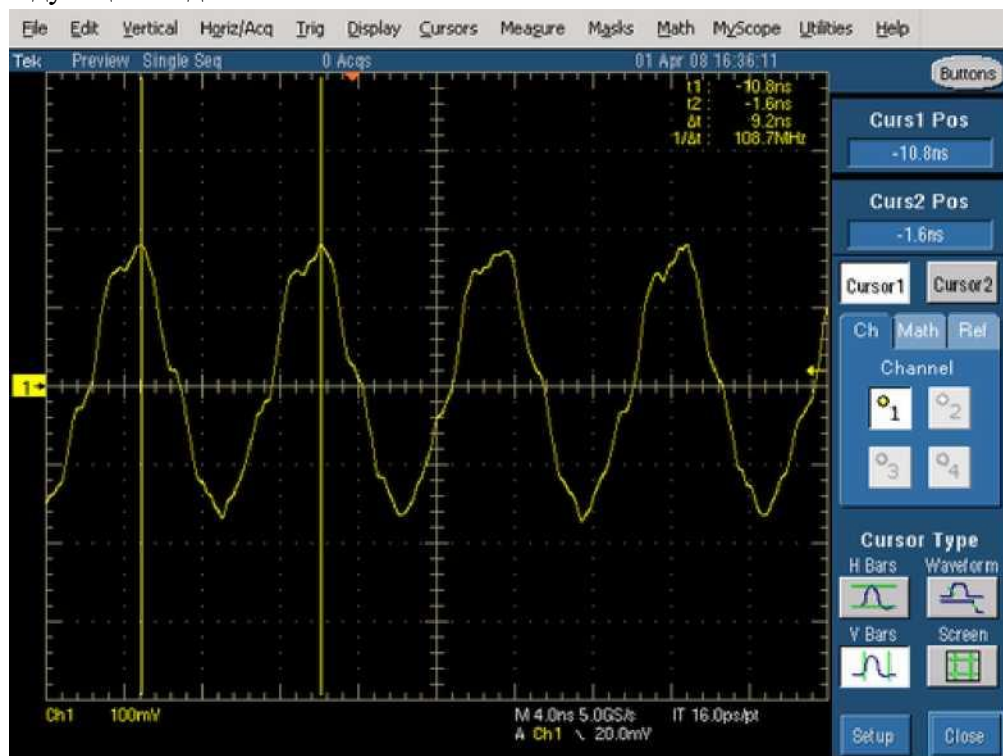 File Edit Vertical Horiz/Acq Trig Display Cursors Measure Masks Math MyScope Utilities Help
Tek Preview Single Seq 0 Acqs 01 Apr 08 16:36:11 Buttons
t1: -10.8ns
t2: -1.6ns
Δt: 9.2ns
1/Δt: 108.7MHz
Curs1 Pos
-10.8ns
Curs2 Pos
-1.6ns
Cursor1 Cursor2
Ch Math Ref
Channel
1 2
3 4
1
Cursor Type
H Bars Waveform
V Bars Screen
Ch1 100mV M 4.0ns 5.0GS/s IT 16.0ps/pt
A Ch1 \ 20.0mV
Setup Close